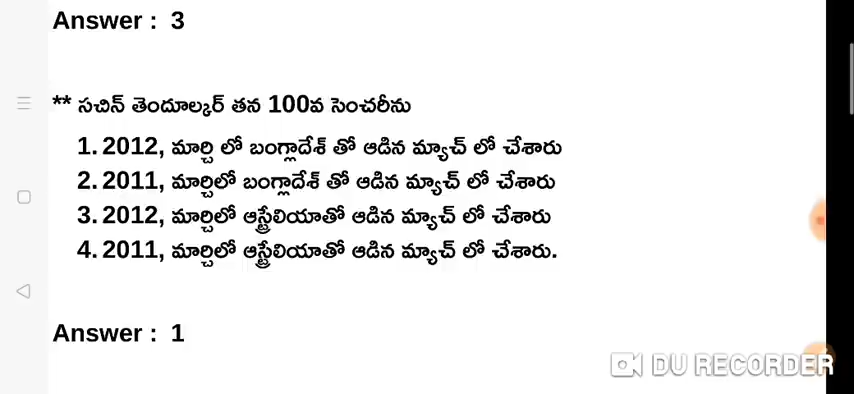 Answer : 3
** సచిన్ తెందూల్కర్ తన 100వ సెంచరీను
1. 2012, మార్చి లో బంగ్లాదేశ్ తో ఆడిన మ్యాచ్ లో చేశారు
2. 2011, మార్చిలో బంగ్లాదేశ్ తో ఆడిన మ్యాచ్ లో చేశారు
3. 2012, మార్చిలో ఆస్ట్రేలియాతో ఆడిన మ్యాచ్ లో చేశారు
4. 2011, మార్చిలో ఆస్ట్రేలియాతో ఆడిన మ్యాచ్ లో చేశారు.
Answer : 1
DU RECORDER